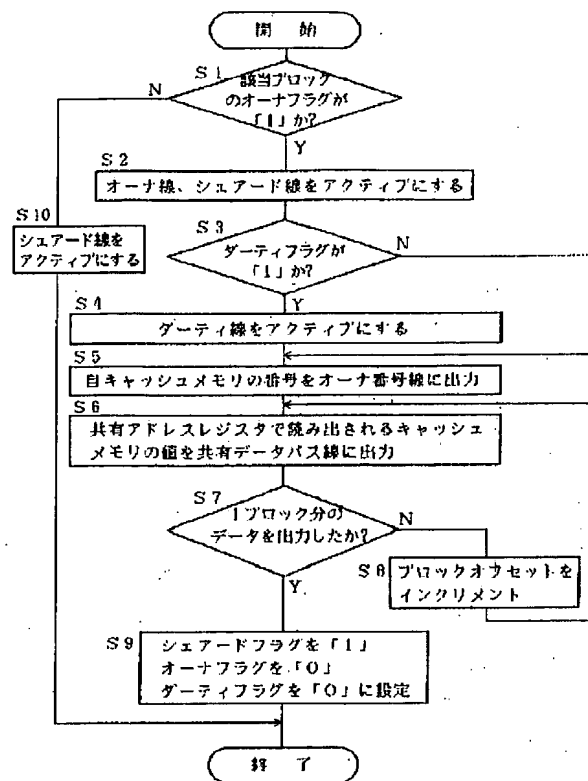 開 始
S1
該当ブロック
のオーナフラグが
「1」か?
N
Y
S2
オーナ線、シェアード線をアクティブにする
S10
シェアード線を
アクティブにする
S3
ダーティフラグが
「1」か?
N
Y
S4
ダーティ線をアクティブにする
S5
自キャッシュメモリの番号をオーナ番号線に出力
S6
共有アドレスレジスタで読み出されるキャッシュ
メモリの値を共有データバス線に出力
S7
1ブロック分の
データを出力したか?
N
Y
S8
ブロックオフセットを
インクリメント
S9
シェアードフラグを「1」
オーナフラグを「0」
ダーティフラグを「0」に設定
終 了